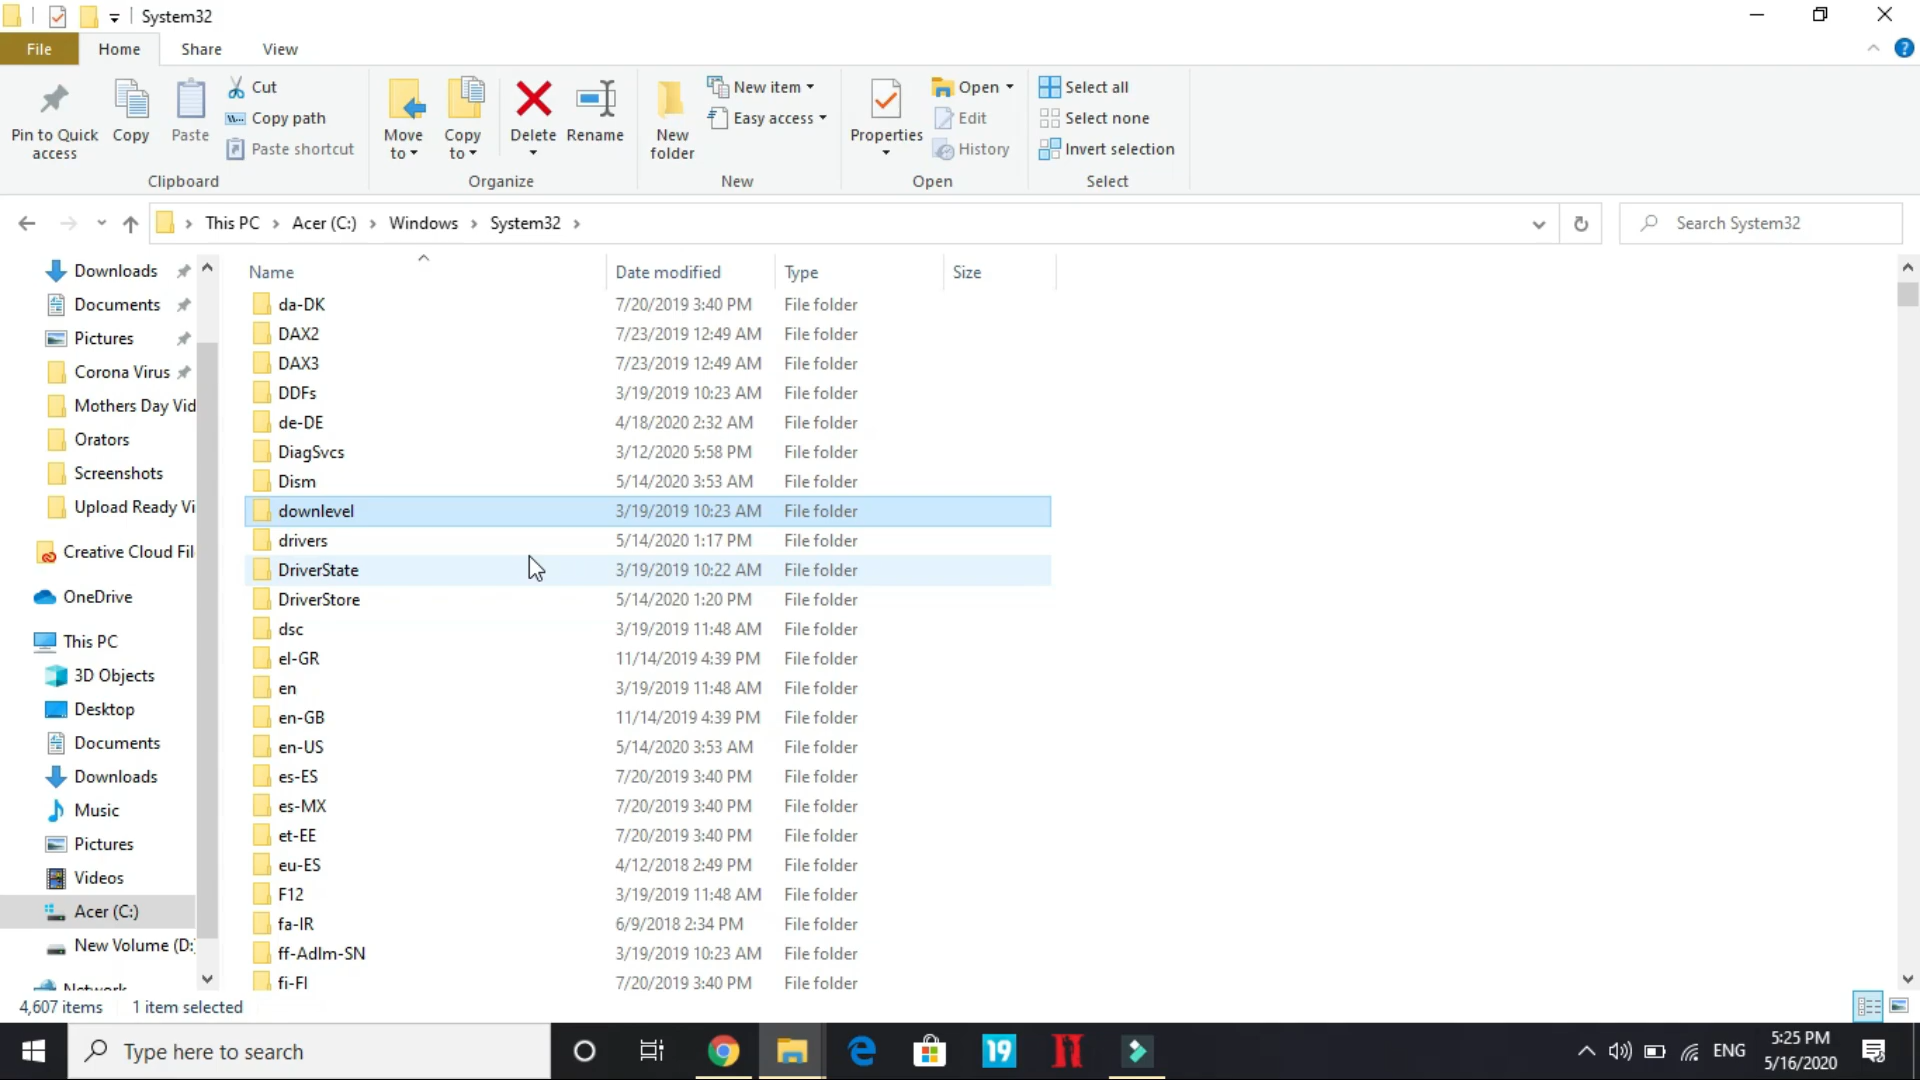 System32
File Home Share View
Pin to Quick access
Copy
Paste
Cut
Copy path
Paste shortcut
Clipboard
Move to
Copy to
Delete
Rename
Organize
New folder
New item
Easy access
New
Properties
Open
Edit
History
Open
Select all
Select none
Invert selection
Select
This PC Acer (C:) Windows System32
Search System32
Downloads
Documents
Pictures
Corona Virus
Mothers Day Vid
Orators
Screenshots
Upload Ready Vi
Creative Cloud Fil
OneDrive
This PC
3D Objects
Desktop
Documents
Downloads
Music
Pictures
Videos
Acer (C:)
New Volume (D:)
Network
Name Date modified Type Size
da-DK 7/20/2019 3:40 PM File folder
DAX2 7/23/2019 12:49 AM File folder
DAX3 7/23/2019 12:49 AM File folder
DDFs 3/19/2019 10:23 AM File folder
de-DE 4/18/2020 2:32 AM File folder
DiagSvcs 3/12/2020 5:58 PM File folder
Dism 5/14/2020 3:53 AM File folder
downlevel 3/19/2019 10:23 AM File folder
drivers 5/14/2020 1:17 PM File folder
DriverState 3/19/2019 10:22 AM File folder
DriverStore 5/14/2020 1:20 PM File folder
dsc 3/19/2019 11:48 AM File folder
el-GR 11/14/2019 4:39 PM File folder
en 3/19/2019 11:48 AM File folder
en-GB 11/14/2019 4:39 PM File folder
en-US 5/14/2020 3:53 AM File folder
es-ES 7/20/2019 3:40 PM File folder
es-MX 7/20/2019 3:40 PM File folder
et-EE 7/20/2019 3:40 PM File folder
eu-ES 4/12/2018 2:49 PM File folder
F12 3/19/2019 11:48 AM File folder
fa-IR 6/9/2018 2:34 PM File folder
ff-Adlm-SN 3/19/2019 10:23 AM File folder
fi-FI 7/20/2019 3:40 PM File folder
4,607 items 1 item selected
Type here to search
19
ENG
5:25 PM
5/16/2020